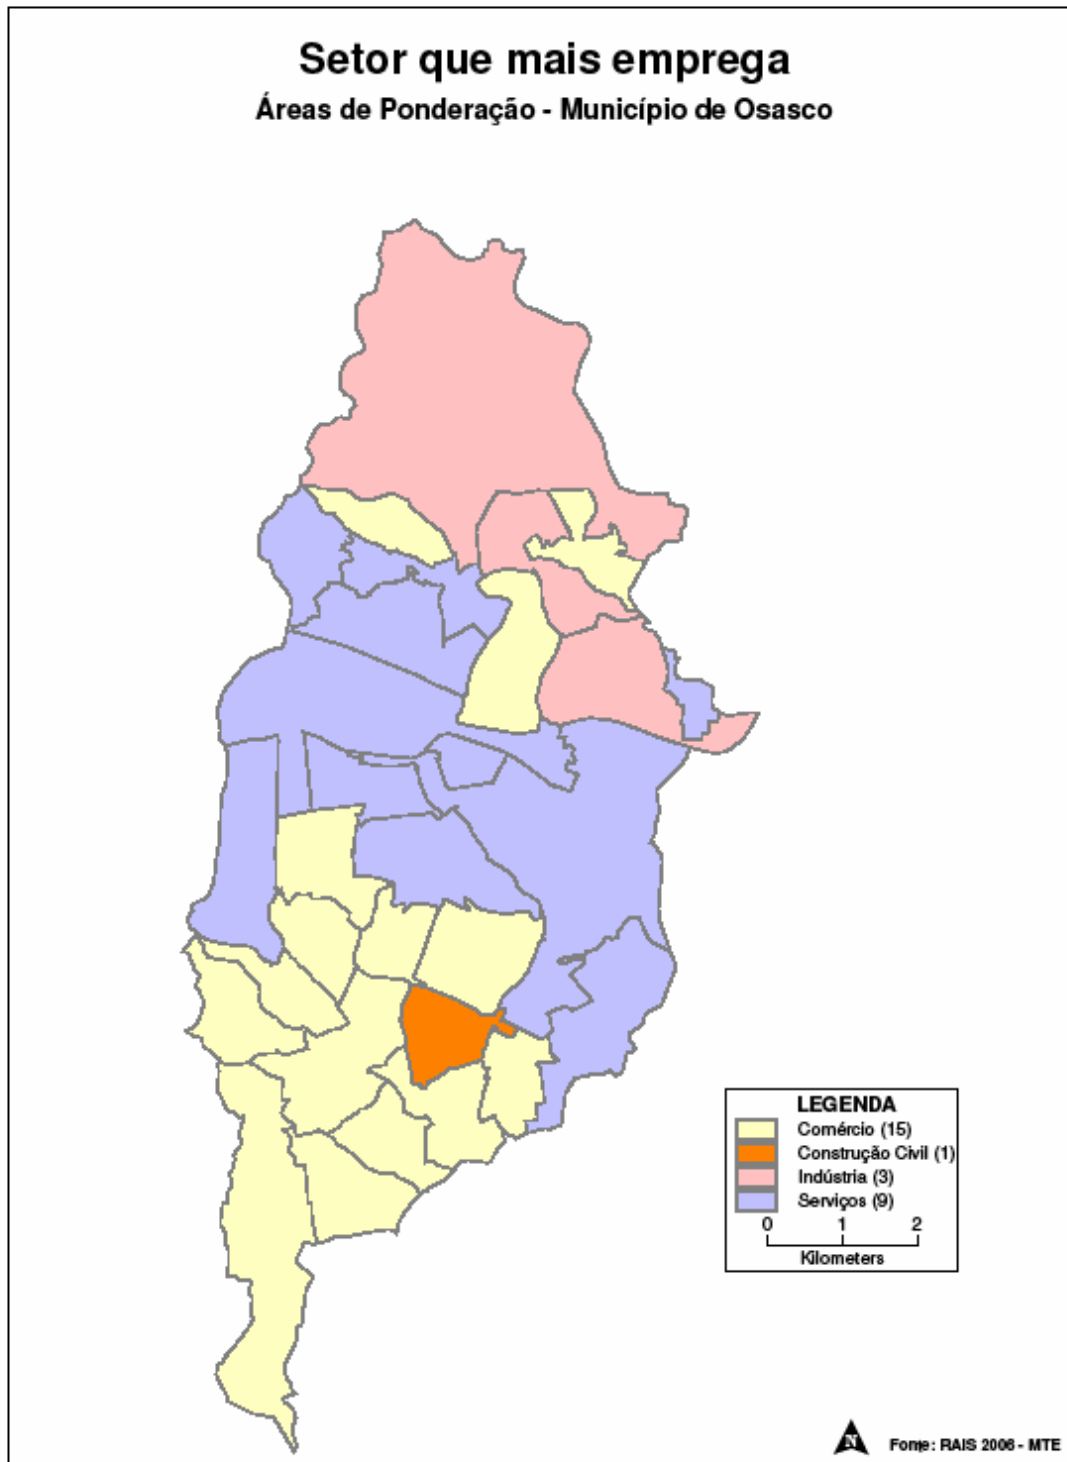 Setor que mais emprega
Áreas de Ponderação - Município de Osasco
LEGENDA
Comércio (15)
Construção Civil (1)
Indústria (3)
Serviços (9)
0 1 2
Kilometers
N
Fonte: RAIS 2006 - MTE